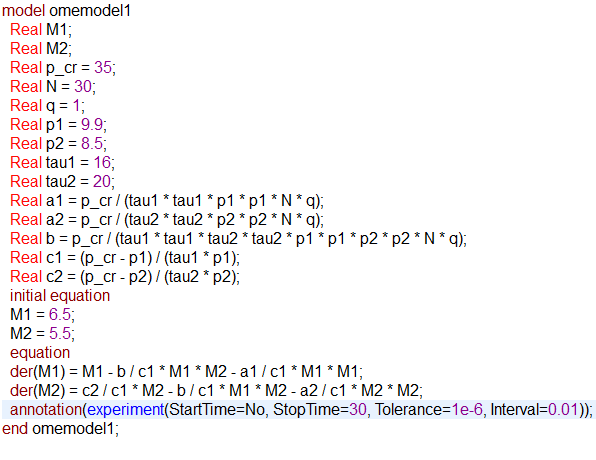 model omemodel1
Real M1;
Real M2;
Real p_cr = 35;
Real N = 30;
Real q = 1;
Real p1 = 9.9;
Real p2 = 8.5;
Real tau1 = 16;
Real tau2 = 20;
Real a1 = p_cr / (tau1 * tau1 * p1 * p1 * N * q);
Real a2 = p_cr / (tau2 * tau2 * p2 * p2 * N * q);
Real b = p_cr / (tau1 * tau1 * tau2 * tau2 * p1 * p1 * p2 * p2 * N * q);
Real c1 = (p_cr - p1) / (tau1 * p1);
Real c2 = (p_cr - p2) / (tau2 * p2);
initial equation
M1 = 6.5;
M2 = 5.5;
equation
der(M1) = M1 - b / c1 * M1 * M2 - a1 / c1 * M1 * M1;
der(M2) = c2 / c1 * M2 - b / c1 * M1 * M2 - a2 / c1 * M2 * M2;
annotation(experiment(StartTime=No, StopTime=30, Tolerance=1e-6, Interval=0.01));
end omemodel1;